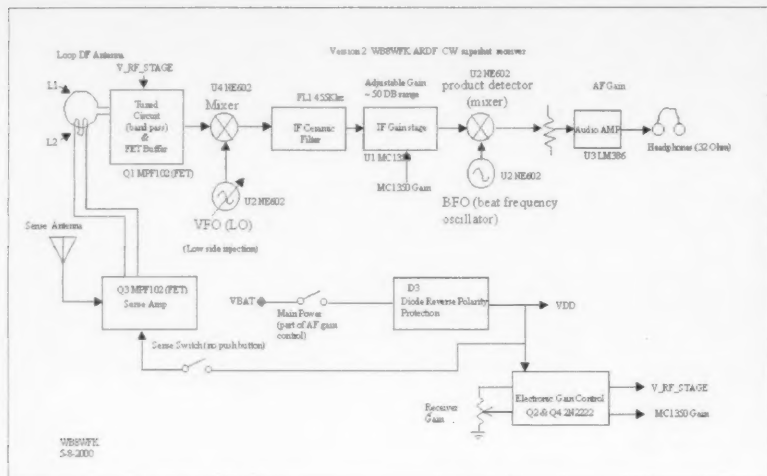 Version 2 WB8WFK ARDF CW superhet receiver
Loop DF Antenna
V_RF_STAGE
L1
L2
Tuned
Circuit
(band pass)
&
FET Buffer
Q1 MPF102 (FET)
U4 NE602
Mixer
U2 NE602
VFO (LO)
(Low side injection)
FL1 455Khz
IF Ceramic
Filter
Adjustable Gain
~ 50 DB range
IF Gain stage
U1 MC1350
MC1350 Gain
U2 NE602
product detector
(mixer)
U2 NE602
BFO (beat frequency
oscillator)
AF Gain
Audio AMP
U3 LM386
Headphones (32 Ohm)
Sense Antenna
Q3 MPF102 (FET)
Sense Amp
VBAT
Main Power
(part of AF gain
control)
D3
Diode Reverse Polarity
Protection
VDD
Sense Switch (no push button)
Receiver
Gain
Electronic Gain Control
Q2 & Q4 2N2222
V_RF_STAGE
MC1350 Gain
WB8WFK
5-8-2000